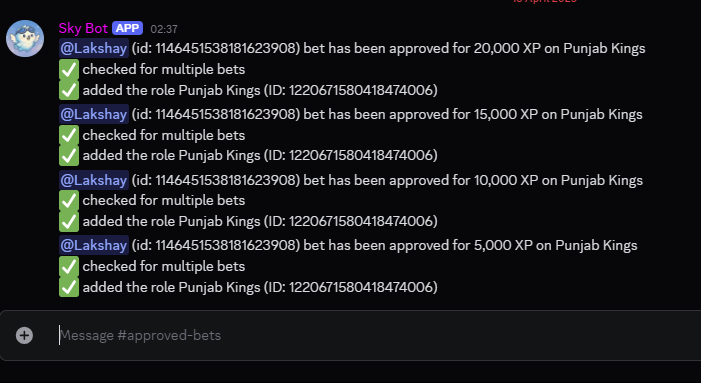 Sky Bot APP 02:37
@Lakshay (id: 1146451538181623908) bet has been approved for 20,000 XP on Punjab Kings
✅ checked for multiple bets
✅ added the role Punjab Kings (ID: 1220671580418474006)
@Lakshay (id: 1146451538181623908) bet has been approved for 15,000 XP on Punjab Kings
✅ checked for multiple bets
✅ added the role Punjab Kings (ID: 1220671580418474006)
@Lakshay (id: 1146451538181623908) bet has been approved for 10,000 XP on Punjab Kings
✅ checked for multiple bets
✅ added the role Punjab Kings (ID: 1220671580418474006)
@Lakshay (id: 1146451538181623908) bet has been approved for 5,000 XP on Punjab Kings
✅ checked for multiple bets
✅ added the role Punjab Kings (ID: 1220671580418474006)
Message #approved-bets